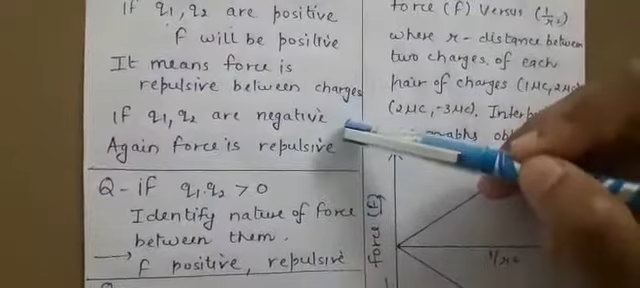 If q1, q2 are positive
F will be positive
It means force is
repulsive between charges
If q1, q2 are negative
Again force is repulsive
Q - if q1.q2 > 0
Identify nature of force
between them.
→ F positive, repulsive
force (F) versus (1/r²)
where r - distance between
two charges of each
pair of charges (1μc, 2μc)
(2μc, -3μc).
force (F)
1/r²